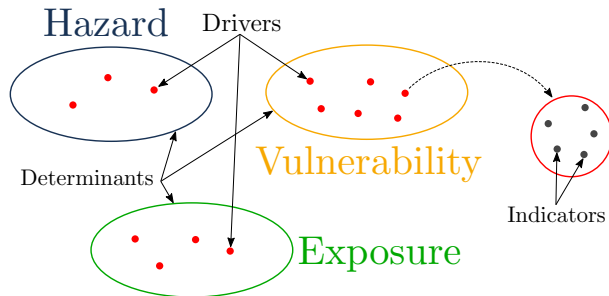 Hazard
Drivers
Vulnerability
Determinants
Indicators
Exposure